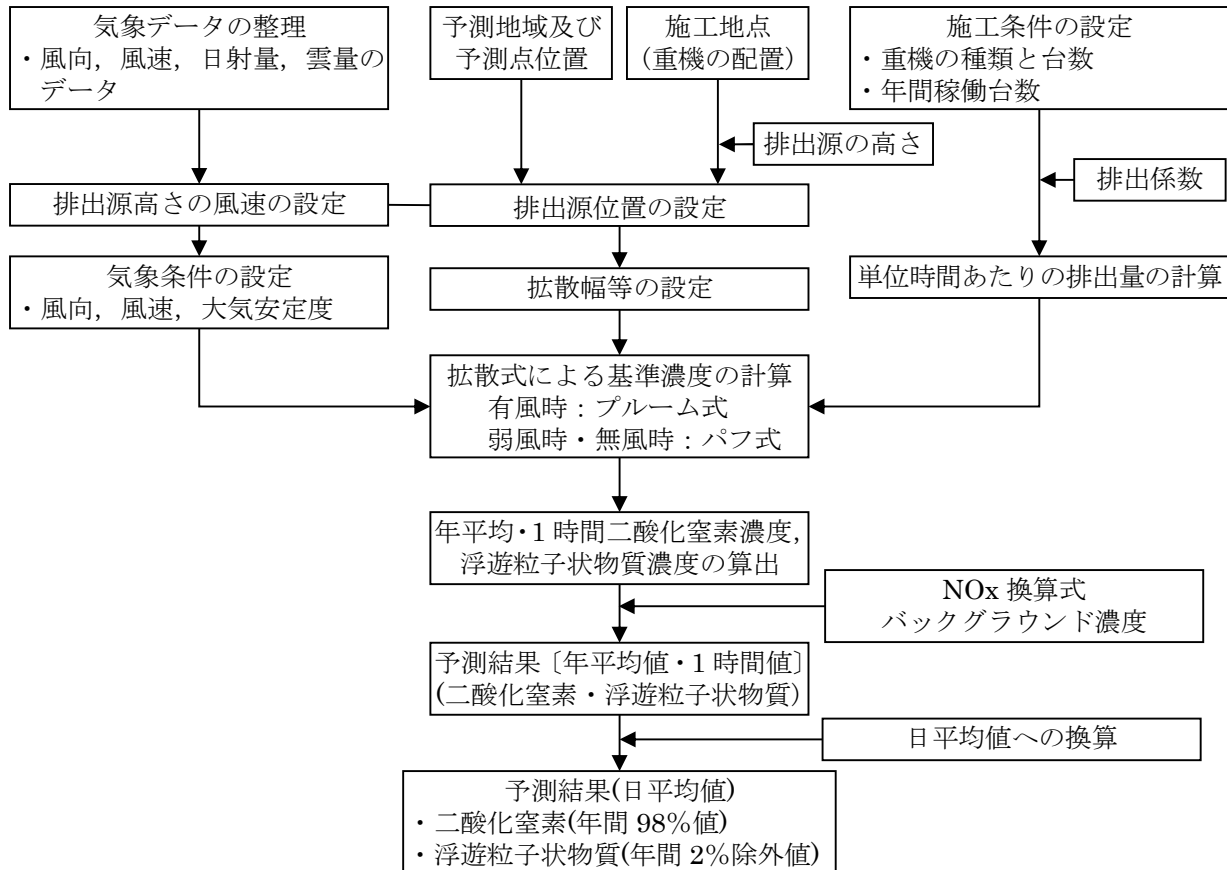 気象データの整理
・風向，風速，日射量，雲量の
データ
予測地域及び
予測点位置
施工地点
（重機の配置）
施工条件の設定
・重機の種類と台数
・年間稼働台数
排出源の高さ
排出係数
排出源高さの風速の設定
排出源位置の設定
気象条件の設定
・風向，風速，大気安定度
拡散幅等の設定
単位時間あたりの排出量の計算
拡散式による基準濃度の計算
有風時：プルーム式
弱風時・無風時：パフ式
年平均・1 時間二酸化窒素濃度，
浮遊粒子状物質濃度の算出
NOx 換算式
バックグラウンド濃度
予測結果〔年平均値・1 時間値〕
(二酸化窒素・浮遊粒子状物質)
日平均値への換算
予測結果(日平均値)
・二酸化窒素(年間 98%値)
・浮遊粒子状物質(年間 2%除外値)